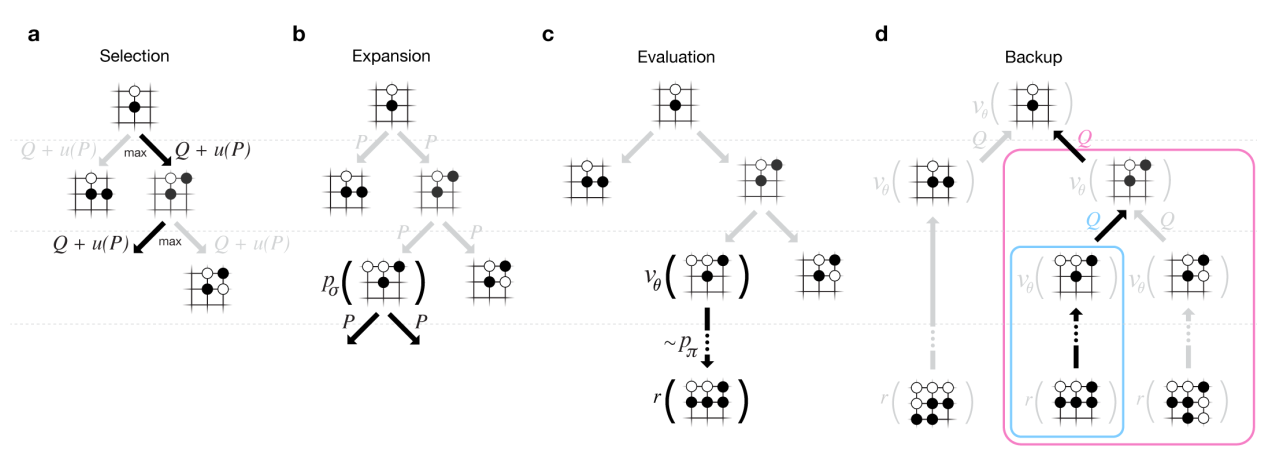 a Selection
Q + u(P) max Q + u(P)
Q + u(P) max Q + u(P)
b Expansion
P P
P P
pσ( )
P P
c Evaluation
vθ( )
~pπ
r( )
d Backup
vθ( )
Q Q
vθ( ) vθ( )
Q Q
vθ( ) vθ( )
r( ) r( ) r( )